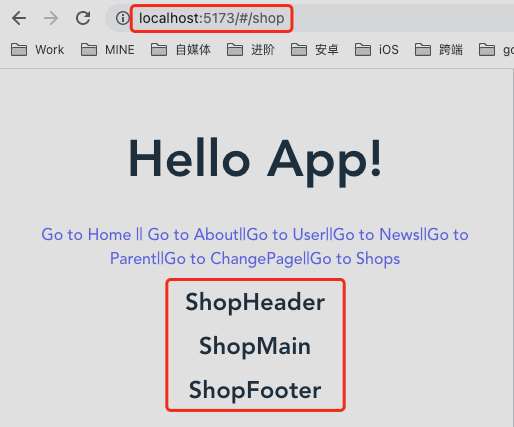 localhost:5173/#/shop
Work MINE 自媒体 进阶 安卓 iOS 跨端 go
Hello App!
Go to Home || Go to About||Go to User||Go to News||Go to
Parent||Go to ChangePage||Go to Shops
ShopHeader
ShopMain
ShopFooter